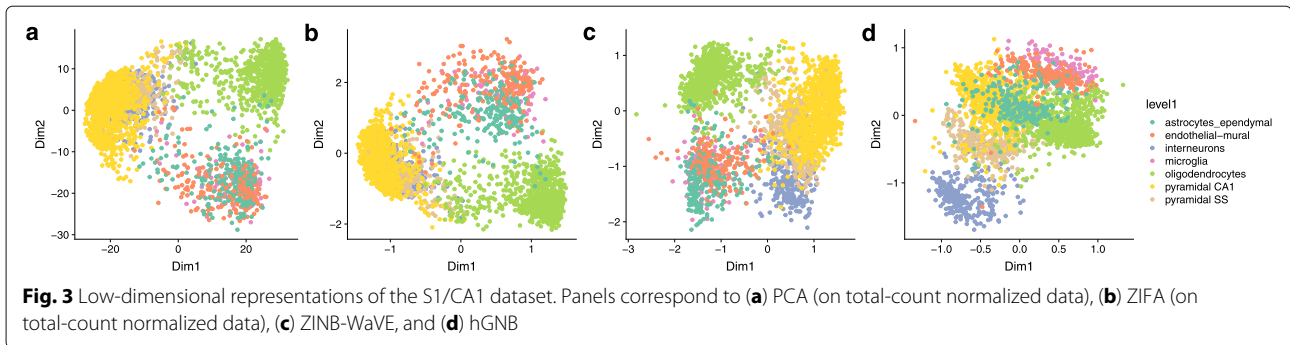 a
b
c
d
10
0
−10
−20
−30
Dim2
−20
0
20
Dim1
2
0
−2
Dim2
−1
0
1
Dim1
1
0
−1
−2
Dim2
−3
−2
−1
0
1
Dim1
1
0
−1
Dim2
−1.0
−0.5
0.0
0.5
1.0
Dim1
level1
astrocytes_ependymal
endothelial−mural
interneurons
microglia
oligodendrocytes
pyramidal CA1
pyramidal SS
Fig. 3 Low-dimensional representations of the S1/CA1 dataset. Panels correspond to (a) PCA (on total-count normalized data), (b) ZIFA (on
total-count normalized data), (c) ZINB-WaVE, and (d) hGNB